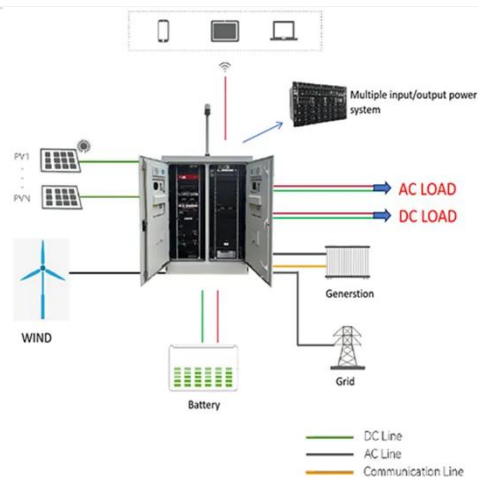 Multiple input/output power
system
PV1
PVN
AC LOAD
DC LOAD
WIND
Generstion
Grid
Battery
DC Line
AC Line
Communication Line